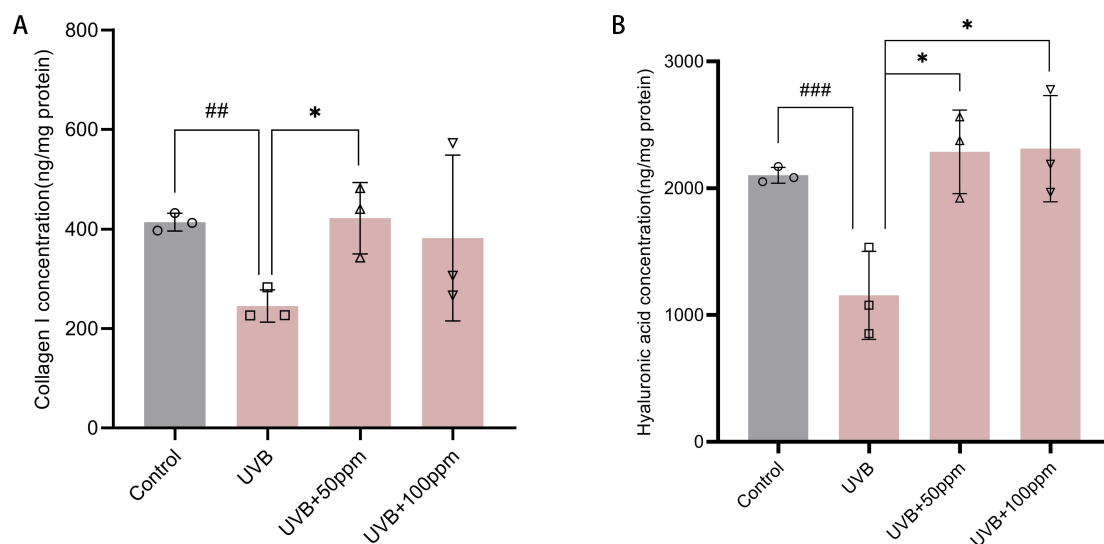 A
Collagen I concentration(ng/mg protein)
800
600
400
200
0
##
*
Control
UVB
UVB+50ppm
UVB+100ppm
B
Hyaluronic acid concentration(ng/mg protein)
3000
2000
1000
0
###
*
*
Control
UVB
UVB+50ppm
UVB+100ppm